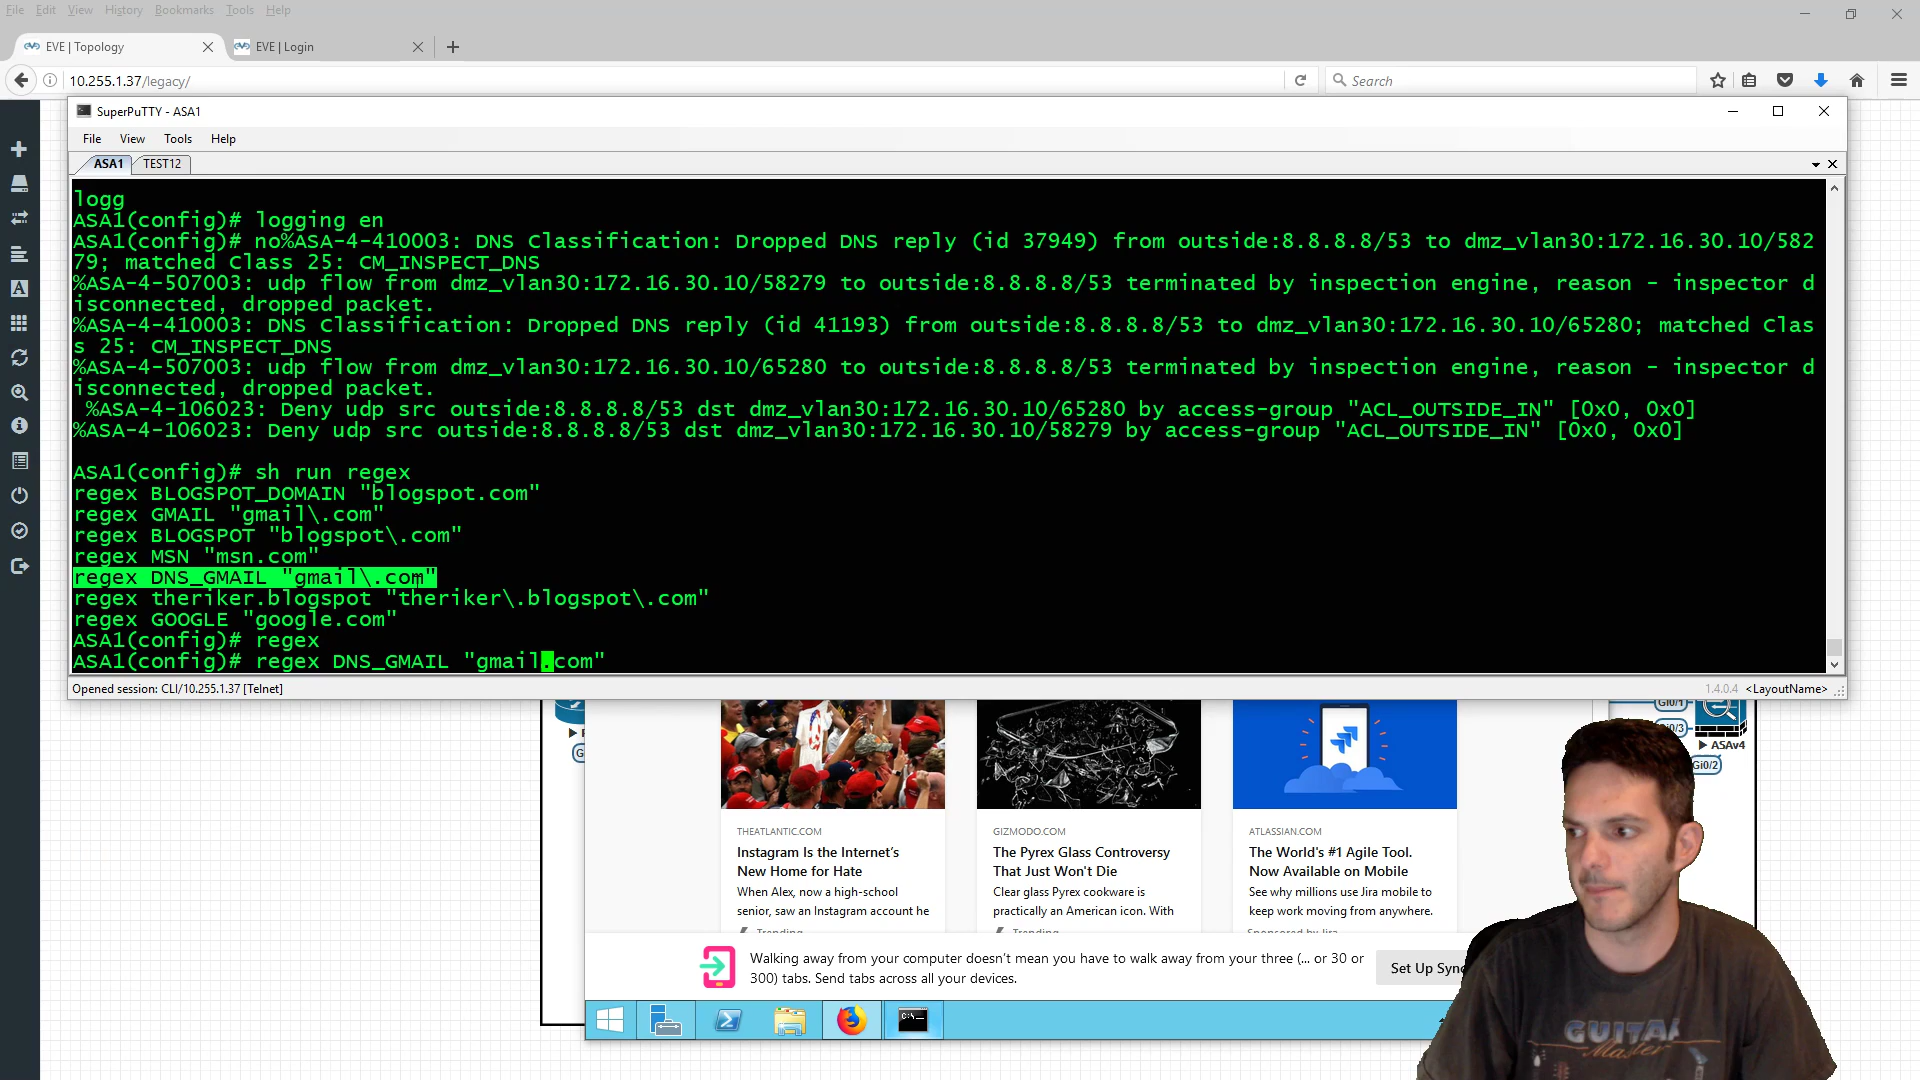 File Edit View History Bookmarks Tools Help
EVE | Topology
EVE | Login
10.255.1.37/legacy/
Search
SuperPuTTY - ASA1
File View Tools Help
ASA1 TEST12
logg
ASA1(config)# logging en
ASA1(config)# no%ASA-4-410003: DNS Classification: Dropped DNS reply (id 37949) from outside:8.8.8.8/53 to dmz_vlan30:172.16.30.10/582
79; matched Class 25: CM_INSPECT_DNS
%ASA-4-507003: udp flow from dmz_vlan30:172.16.30.10/58279 to outside:8.8.8.8/53 terminated by inspection engine, reason - inspector d
isconnected, dropped packet.
%ASA-4-410003: DNS Classification: Dropped DNS reply (id 41193) from outside:8.8.8.8/53 to dmz_vlan30:172.16.30.10/65280; matched Clas
s 25: CM_INSPECT_DNS
%ASA-4-507003: udp flow from dmz_vlan30:172.16.30.10/65280 to outside:8.8.8.8/53 terminated by inspection engine, reason - inspector d
isconnected, dropped packet.
%ASA-4-106023: Deny udp src outside:8.8.8.8/53 dst dmz_vlan30:172.16.30.10/65280 by access-group "ACL_OUTSIDE_IN" [0x0, 0x0]
%ASA-4-106023: Deny udp src outside:8.8.8.8/53 dst dmz_vlan30:172.16.30.10/58279 by access-group "ACL_OUTSIDE_IN" [0x0, 0x0]
ASA1(config)# sh run regex
regex BLOGSPOT_DOMAIN "blogspot.com"
regex GMAIL "gmail\.com"
regex BLOGSPOT "blogspot\.com"
regex MSN "msn.com"
regex DNS_GMAIL "gmail\.com"
regex theriker.blogspot "theriker\.blogspot\.com"
regex GOOGLE "google.com"
ASA1(config)# regex
ASA1(config)# regex DNS_GMAIL "gmail.com"
Opened session: CLI/10.255.1.37 [Telnet]
1.4.0.4 <LayoutName>
Gi0/1
Gi0/3
ASAv4
Gi0/2
THEATLANTIC.COM
Instagram Is the Internet's
New Home for Hate
When Alex, now a high-school
senior, saw an Instagram account he
Trending
GIZMODO.COM
The Pyrex Glass Controversy
That Just Won't Die
Clear glass Pyrex cookware is
practically an American icon. With
Trending
ATLASSIAN.COM
The World's #1 Agile Tool.
Now Available on Mobile
See why millions use Jira mobile to
keep work moving from anywhere.
Sponsored by Jira
Walking away from your computer doesn't mean you have to walk away from your three (... or 30 or
300) tabs. Send tabs across all your devices.
Set Up Sync
GUITAR
Master